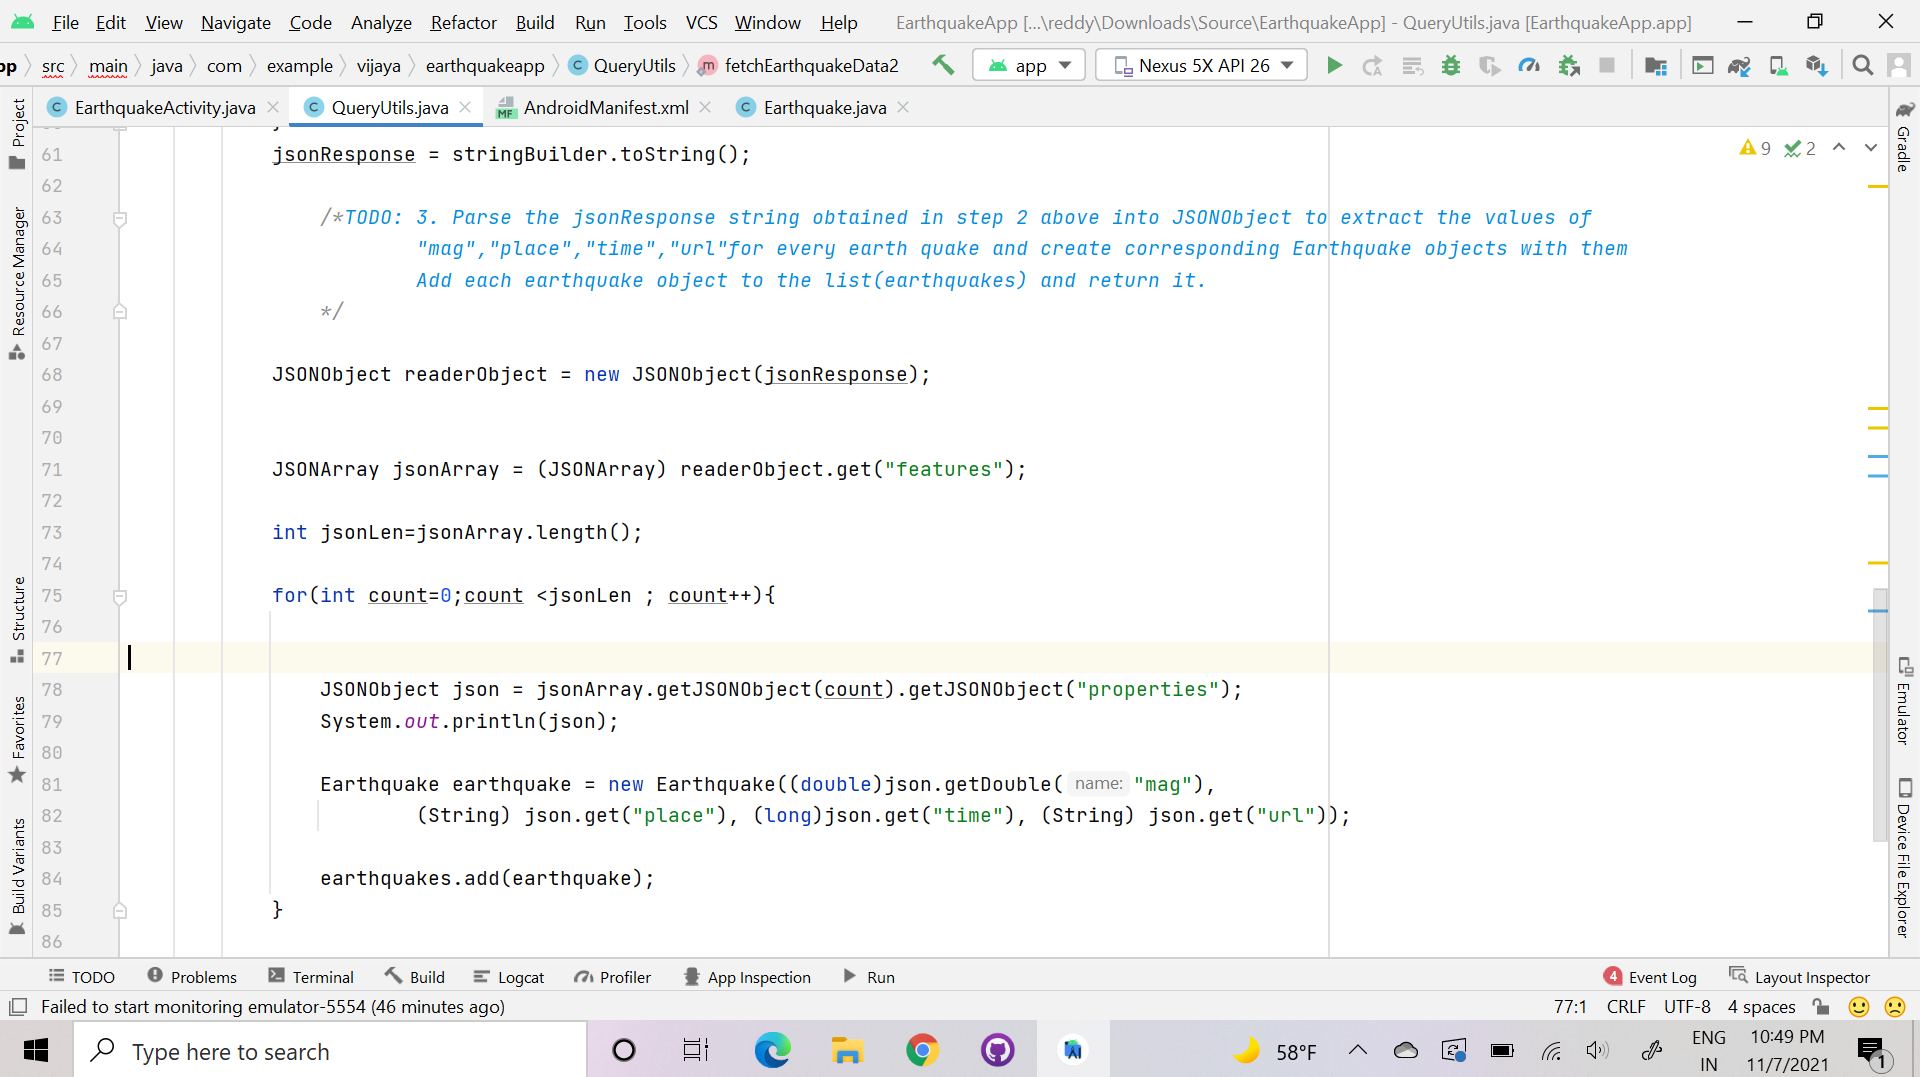 File Edit View Navigate Code Analyze Refactor Build Run Tools VCS Window Help EarthquakeApp [...\reddy\Downloads\Source\EarthquakeApp] - QueryUtils.java [EarthquakeApp.app]
pp src main java com example vijaya earthquakeapp C QueryUtils m fetchEarthquakeData2 app Nexus 5X API 26
C EarthquakeActivity.java C QueryUtils.java MF AndroidManifest.xml C Earthquake.java
Project
Resource Manager
Structure
Favorites
Build Variants
Gradle
Emulator
Device File Explorer
9 2
61 jsonResponse = stringBuilder.toString();
62
63 /*TODO: 3. Parse the jsonResponse string obtained in step 2 above into JSONObject to extract the values of
64 "mag","place","time","url"for every earth quake and create corresponding Earthquake objects with them
65 Add each earthquake object to the list(earthquakes) and return it.
66 */
67
68 JSONObject readerObject = new JSONObject(jsonResponse);
69
70
71 JSONArray jsonArray = (JSONArray) readerObject.get("features");
72
73 int jsonLen=jsonArray.length();
74
75 for(int count=0;count <jsonLen ; count++){
76
77
78 JSONObject json = jsonArray.getJSONObject(count).getJSONObject("properties");
79 System.out.println(json);
80
81 Earthquake earthquake = new Earthquake((double)json.getDouble( name: "mag"),
82 (String) json.get("place"), (long)json.get("time"), (String) json.get("url"));
83
84 earthquakes.add(earthquake);
85 }
86
TODO Problems Terminal Build Logcat Profiler App Inspection Run 4 Event Log Layout Inspector
Failed to start monitoring emulator-5554 (46 minutes ago) 77:1 CRLF UTF-8 4 spaces
Type here to search 58°F ENG IN 10:49 PM 11/7/2021 1